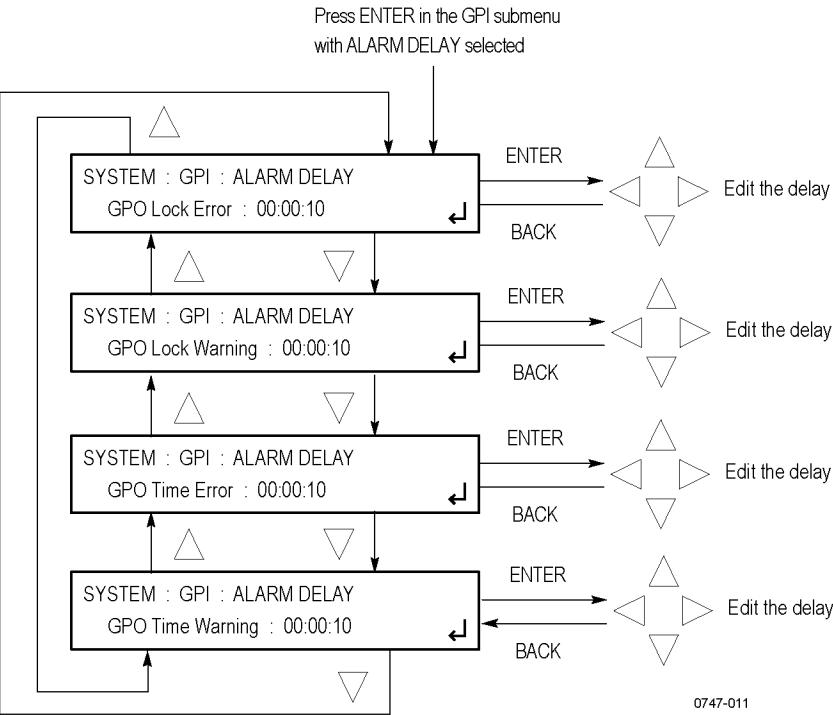 Press ENTER in the GPI submenu
with ALARM DELAY selected
SYSTEM : GPI : ALARM DELAY
GPO Lock Error : 00:00:10
ENTER
BACK
Edit the delay
SYSTEM : GPI : ALARM DELAY
GPO Lock Warning : 00:00:10
ENTER
BACK
Edit the delay
SYSTEM : GPI : ALARM DELAY
GPO Time Error : 00:00:10
ENTER
BACK
Edit the delay
SYSTEM : GPI : ALARM DELAY
GPO Time Warning : 00:00:10
ENTER
BACK
Edit the delay
0747-011